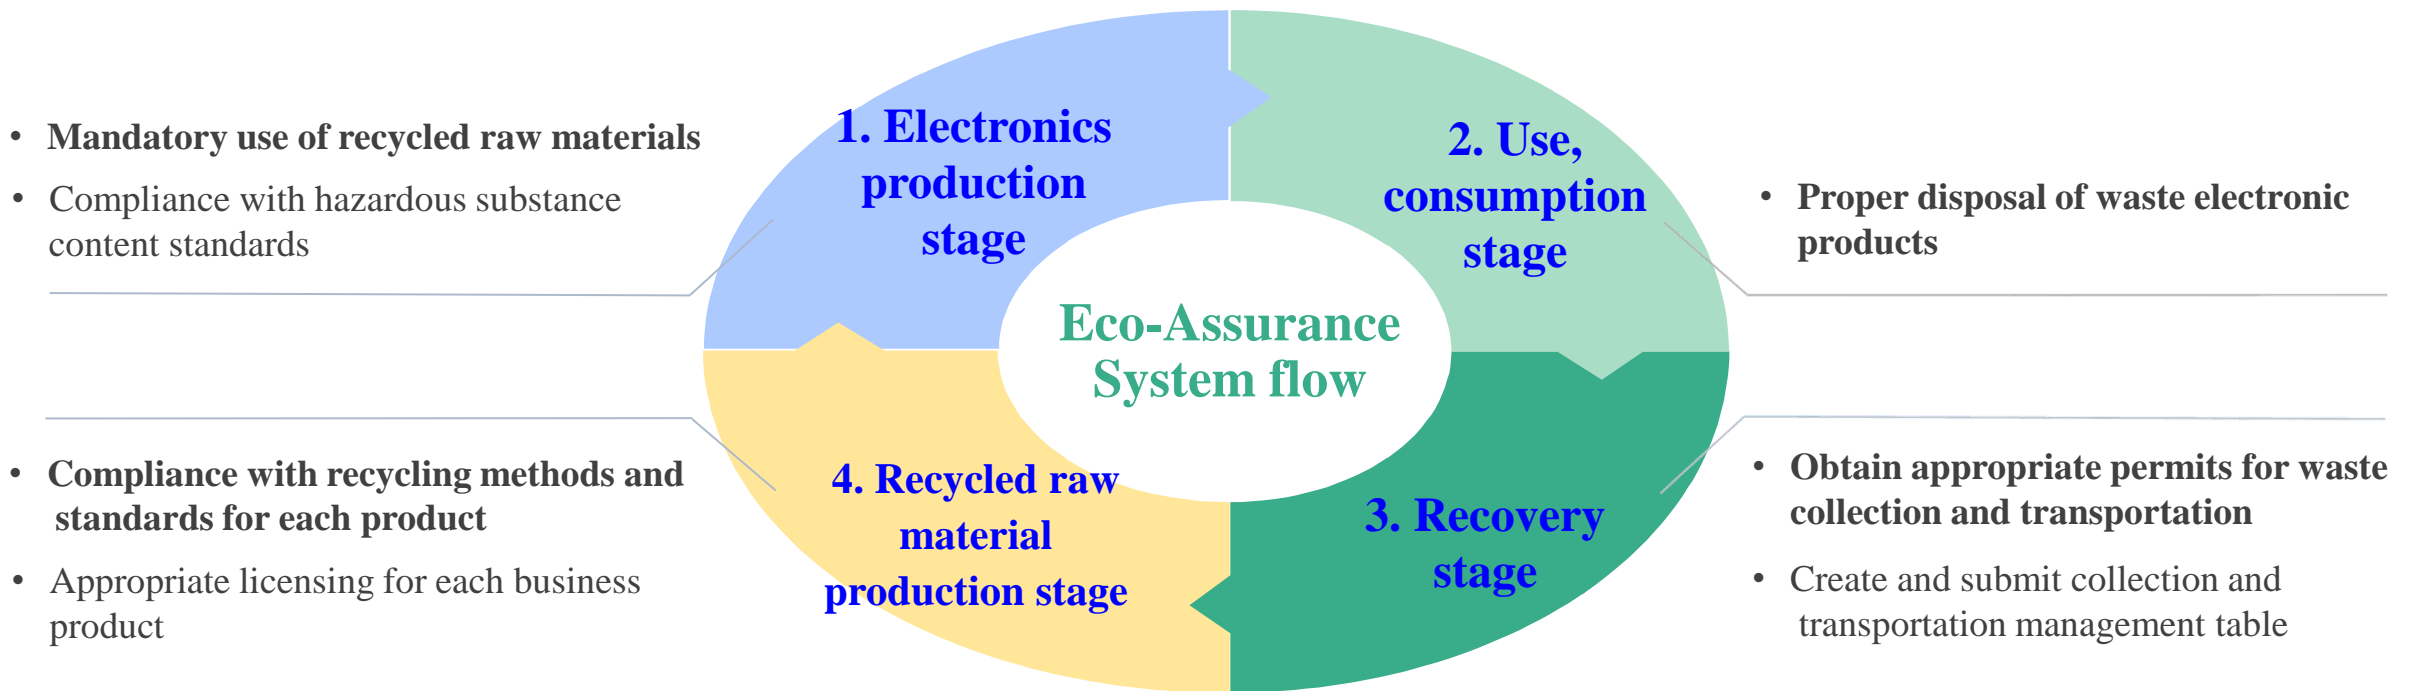 • Mandatory use of recycled raw materials
• Compliance with hazardous substance
content standards
1. Electronics
production
stage
2. Use,
consumption
stage
• Proper disposal of waste electronic
products
Eco-Assurance
System flow
• Compliance with recycling methods and
standards for each product
• Appropriate licensing for each business
product
4. Recycled raw
material
production stage
3. Recovery
stage
• Obtain appropriate permits for waste
collection and transportation
• Create and submit collection and
transportation management table